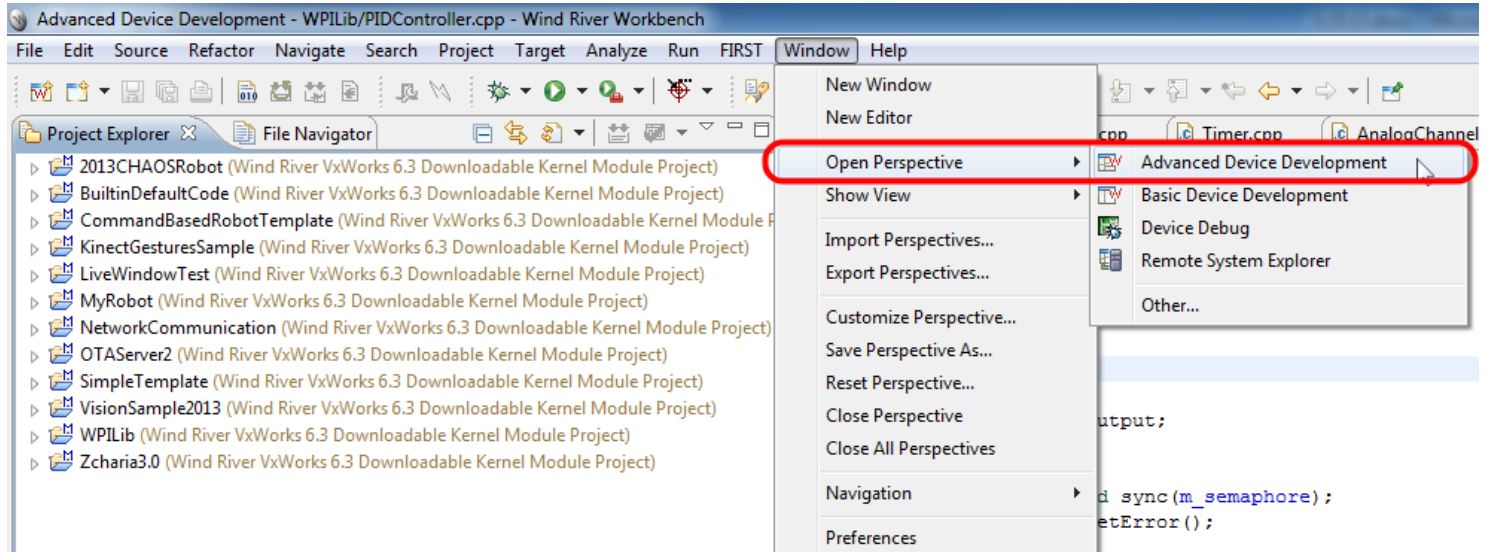 Advanced Device Development - WPILib/PIDController.cpp - Wind River Workbench
File Edit Source Refactor Navigate Search Project Target Analyze Run FIRST Window Help
Project Explorer File Navigator
cpp Timer.cpp AnalogChannel
2013CHAOSRobot (Wind River VxWorks 6.3 Downloadable Kernel Module Project)
BuiltinDefaultCode (Wind River VxWorks 6.3 Downloadable Kernel Module Project)
CommandBasedRobotTemplate (Wind River VxWorks 6.3 Downloadable Kernel Module P
KinectGesturesSample (Wind River VxWorks 6.3 Downloadable Kernel Module Project)
LiveWindowTest (Wind River VxWorks 6.3 Downloadable Kernel Module Project)
MyRobot (Wind River VxWorks 6.3 Downloadable Kernel Module Project)
NetworkCommunication (Wind River VxWorks 6.3 Downloadable Kernel Module Project)
OTAServer2 (Wind River VxWorks 6.3 Downloadable Kernel Module Project)
SimpleTemplate (Wind River VxWorks 6.3 Downloadable Kernel Module Project)
VisionSample2013 (Wind River VxWorks 6.3 Downloadable Kernel Module Project)
WPILib (Wind River VxWorks 6.3 Downloadable Kernel Module Project)
Zcharia3.0 (Wind River VxWorks 6.3 Downloadable Kernel Module Project)
New Window
New Editor
Open Perspective
Show View
Import Perspectives...
Export Perspectives...
Customize Perspective...
Save Perspective As...
Reset Perspective...
Close Perspective
Close All Perspectives
Navigation
Preferences
Advanced Device Development
Basic Device Development
Device Debug
Remote System Explorer
Other...
utput;
d sync(m_semaphore);
etError();